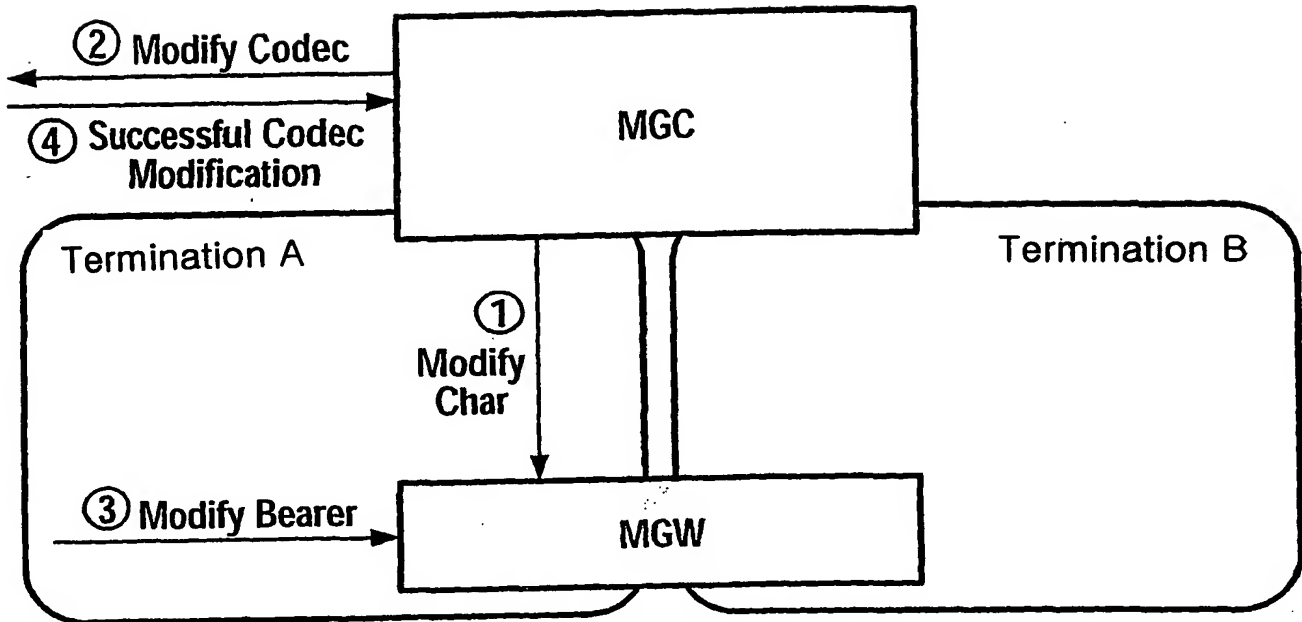 ② Modify Codec
④ Successful Codec
Modification
MGC
Termination A
Termination B
①
Modify
Char
③ Modify Bearer
MGW